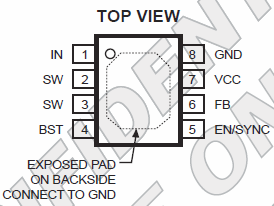 TOP VIEW
IN 1 8 GND
SW 2 7 VCC
SW 3 6 FB
BST 4 5 EN/SYNC
EXPOSED PAD
ON BACKSIDE
CONNECT TO GND